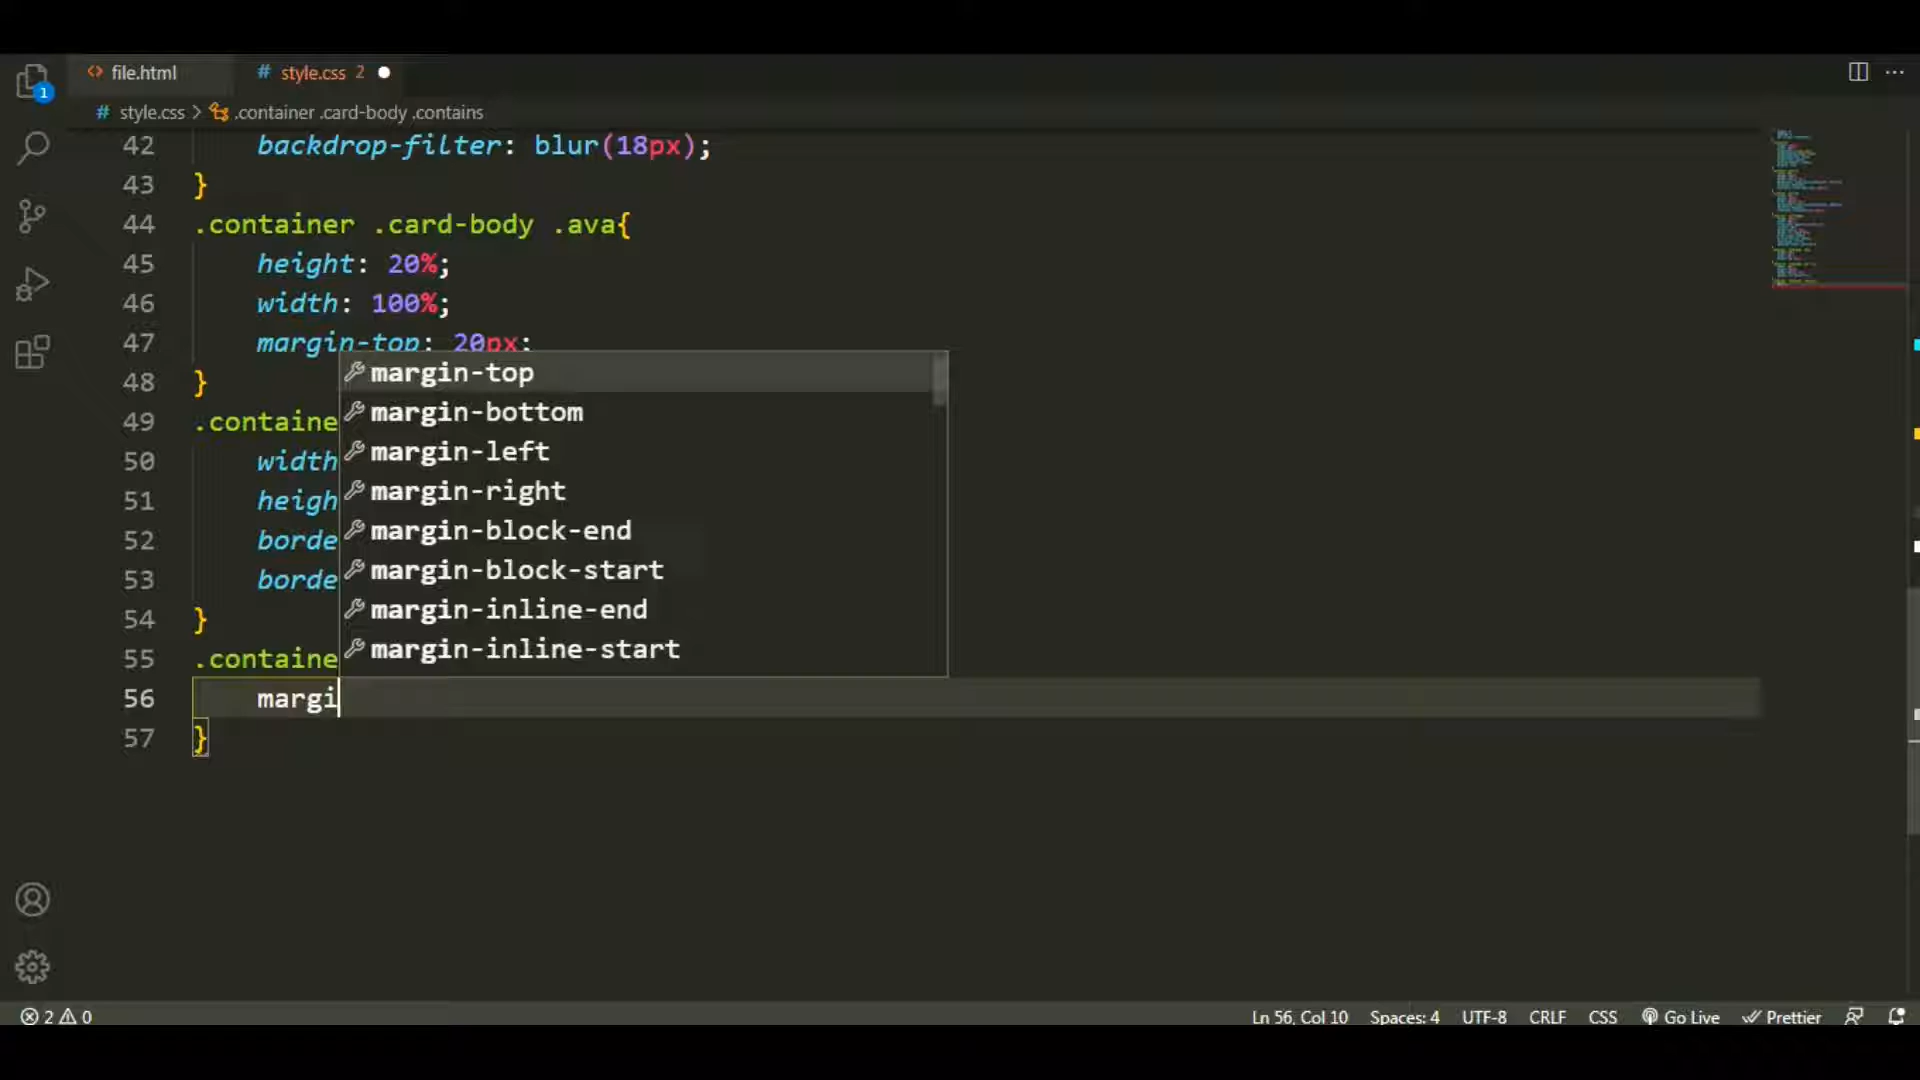 file.html
style.css 2
style.css > .container .card-body .contains
42 backdrop-filter: blur(18px);
43 }
44 .container .card-body .ava{
45 height: 20%;
46 width: 100%;
47 margin-top: 20px;
48 }
49 .containe
50 width
51 heigh
52 borde
53 borde
54 }
55 .containe
56 margi
57 }
margin-top
margin-bottom
margin-left
margin-right
margin-block-end
margin-block-start
margin-inline-end
margin-inline-start
1
2 0
Ln 56, Col 10 Spaces: 4 UTF-8 CRLF CSS Go Live Prettier